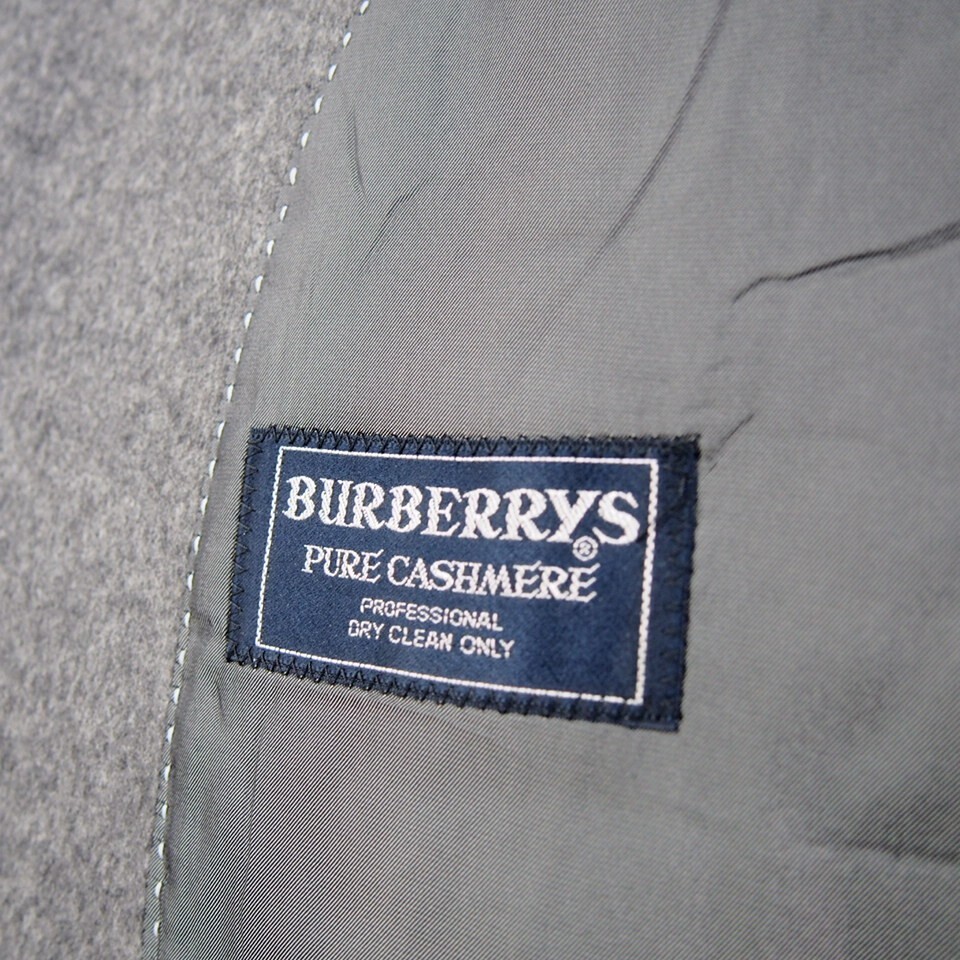 BURBERRYS®
PURE CASHMERE
PROFESSIONAL
DRY CLEAN ONLY